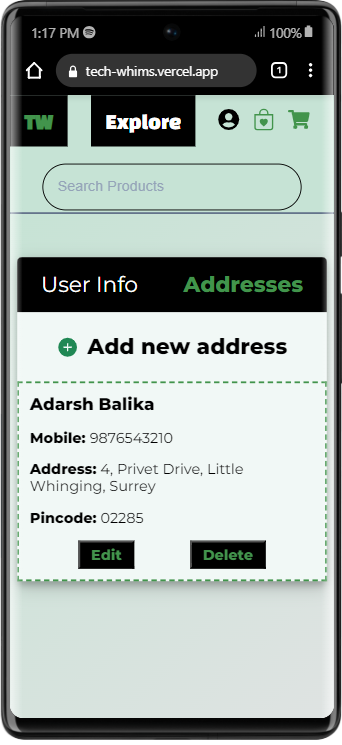 1:17 PM
100%
tech-whims.vercel.app
1
TW
Explore
Search Products
User Info
Addresses
Add new address
Adarsh Balika
Mobile: 9876543210
Address: 4, Privet Drive, Little
Whinging, Surrey
Pincode: 02285
Edit
Delete